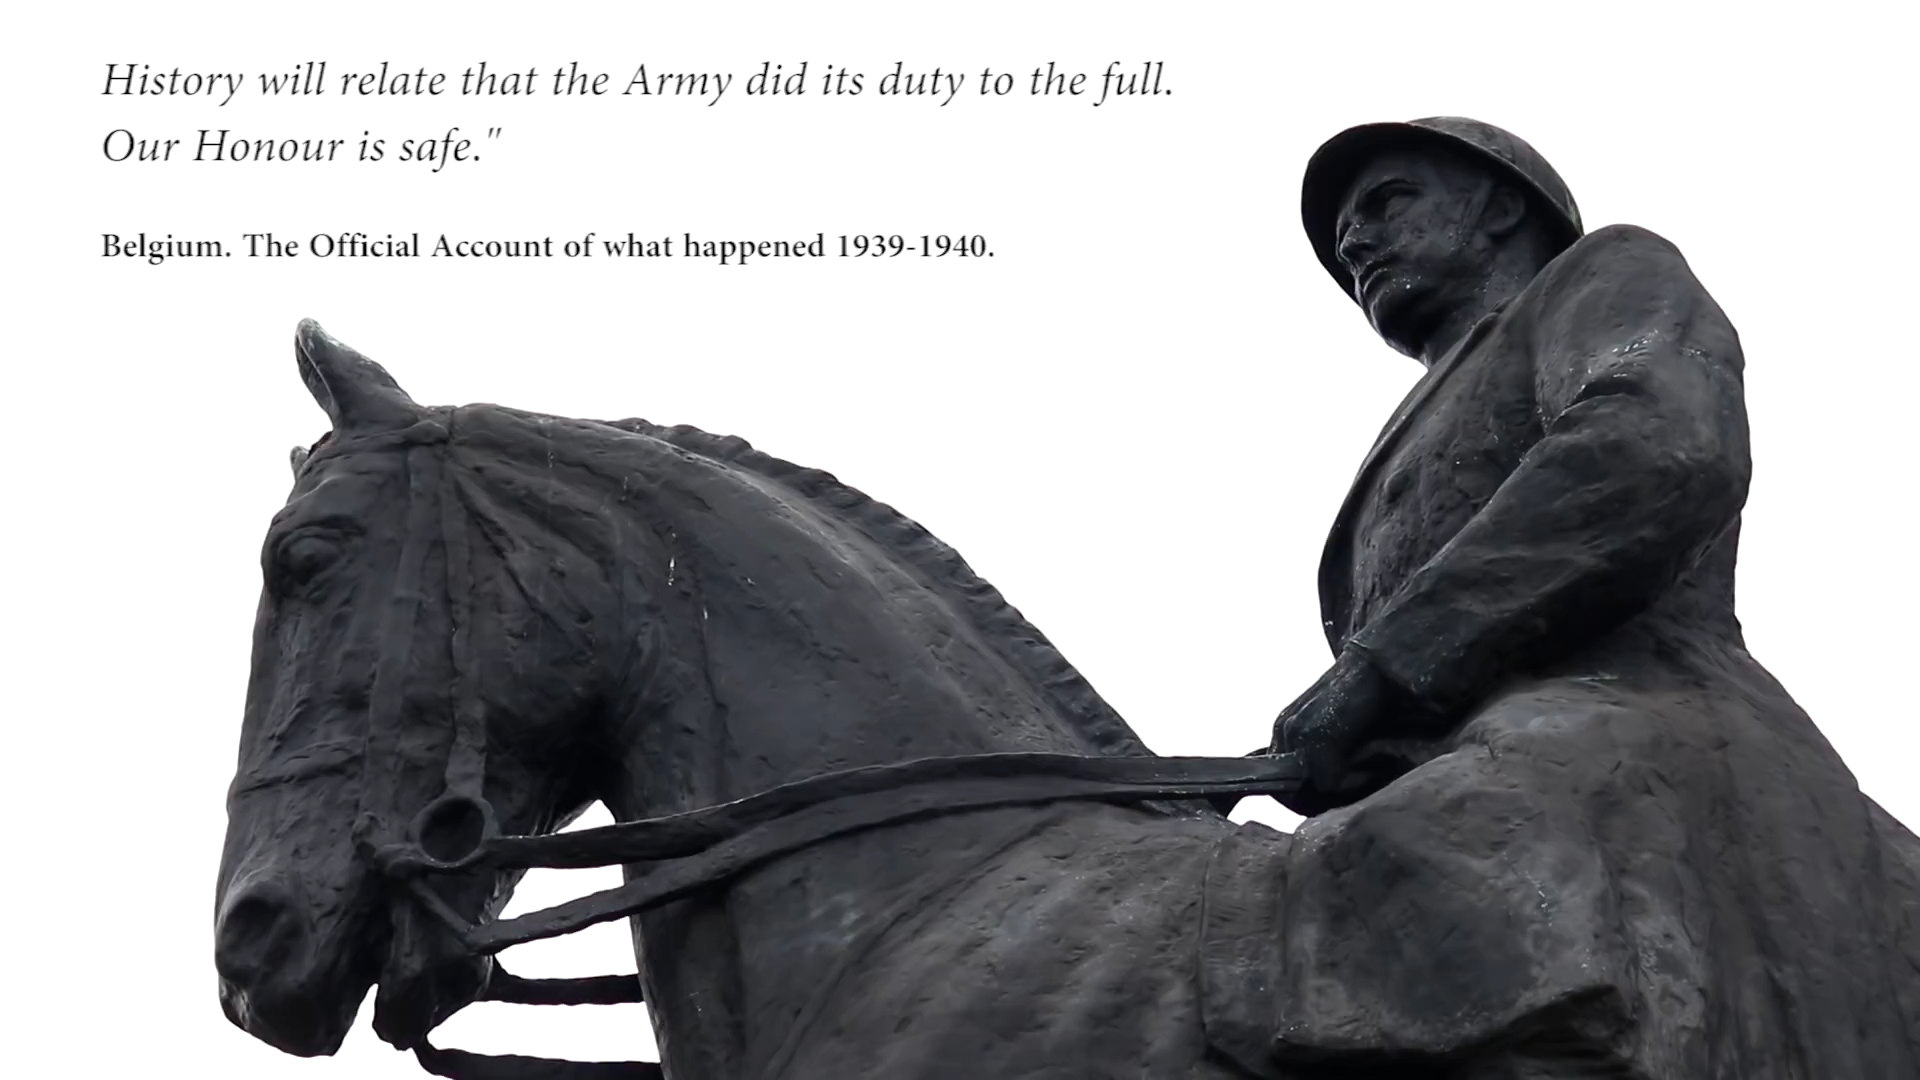 History will relate that the Army did its duty to the full.
Our Honour is safe."
Belgium. The Official Account of what happened 1939-1940.